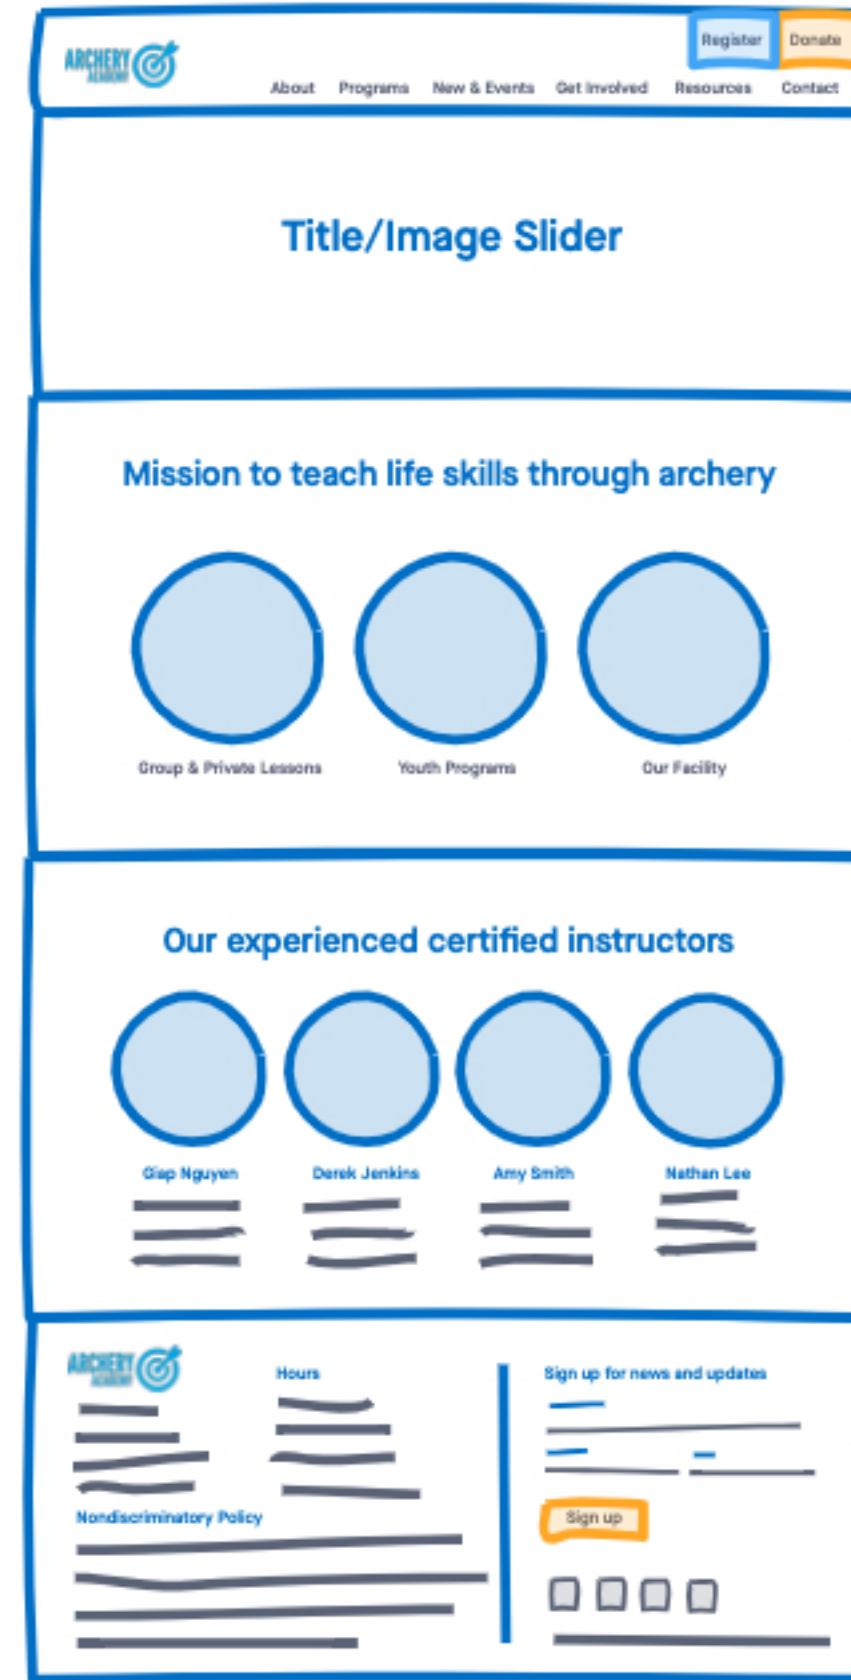 ARCHERY
ACADEMY
Register Donate
About Programs New & Events Get Involved Resources Contact
Title/Image Slider
Mission to teach life skills through archery
Group & Private Lessons Youth Programs Our Facility
Our experienced certified instructors
Giap Nguyen Derek Jenkins Amy Smith Nathan Lee
ARCHERY
ACADEMY
Hours
Nondiscriminatory Policy
Sign up for news and updates
Sign up